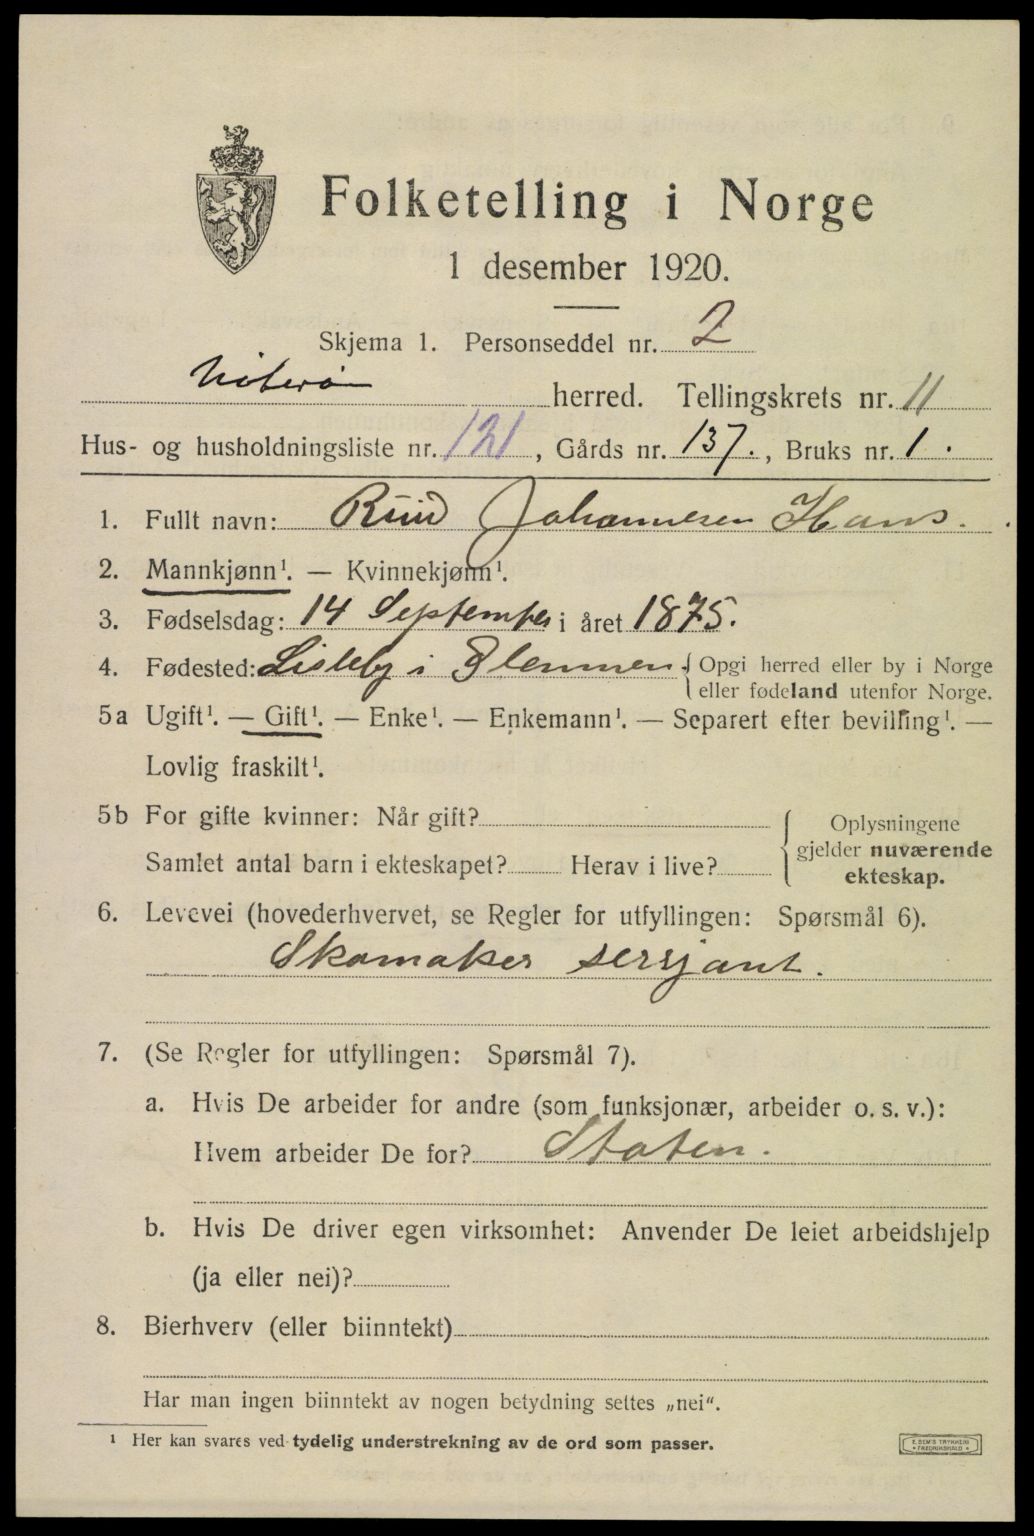 Folketelling i Norge
1 desember 1920.
Skjema 1. Personseddel nr. 2
Nøterø herred. Tellingskrets nr. 11
Hus- og husholdningsliste nr. 121, Gårds nr. 137., Bruks nr. 1.
1. Fullt navn: Ruud Johannesen Hans.
2. Mannkjønn¹. — Kvinnekjønn¹.
3. Fødselsdag: 14 September i året 1875.
4. Fødested: Lisleby i Glemmen. { Opgi herred eller by i Norge
eller fødeland utenfor Norge.
5a Ugift¹. — Gift¹. — Enke¹. — Enkemann¹. — Separert efter bevilling¹. —
Lovlig fraskilt¹.
5b For gifte kvinner: Når gift? { Oplysningene
gjelder nuværende
Samlet antal barn i ekteskapet? Herav i live?
ekteskap.
6. Levevei (hovederhvervet, se Regler for utfyllingen: Spørsmål 6).
Skomaker sersjant.
7. (Se Regler for utfyllingen: Spørsmål 7).
a. Hvis De arbeider for andre (som funksjonær, arbeider o. s. v.):
Hvem arbeider De for? Staten.
b. Hvis De driver egen virksomhet: Anvender De leiet arbeidshjelp
(ja eller nei)?
8. Bierhverv (eller biinntekt)
Har man ingen biinntekt av nogen betydning settes „nei“.
¹ Her kan svares ved tydelig understrekning av de ord som passer.
E. SEM'S TRYKKERI
• FREDRIKSHALD •